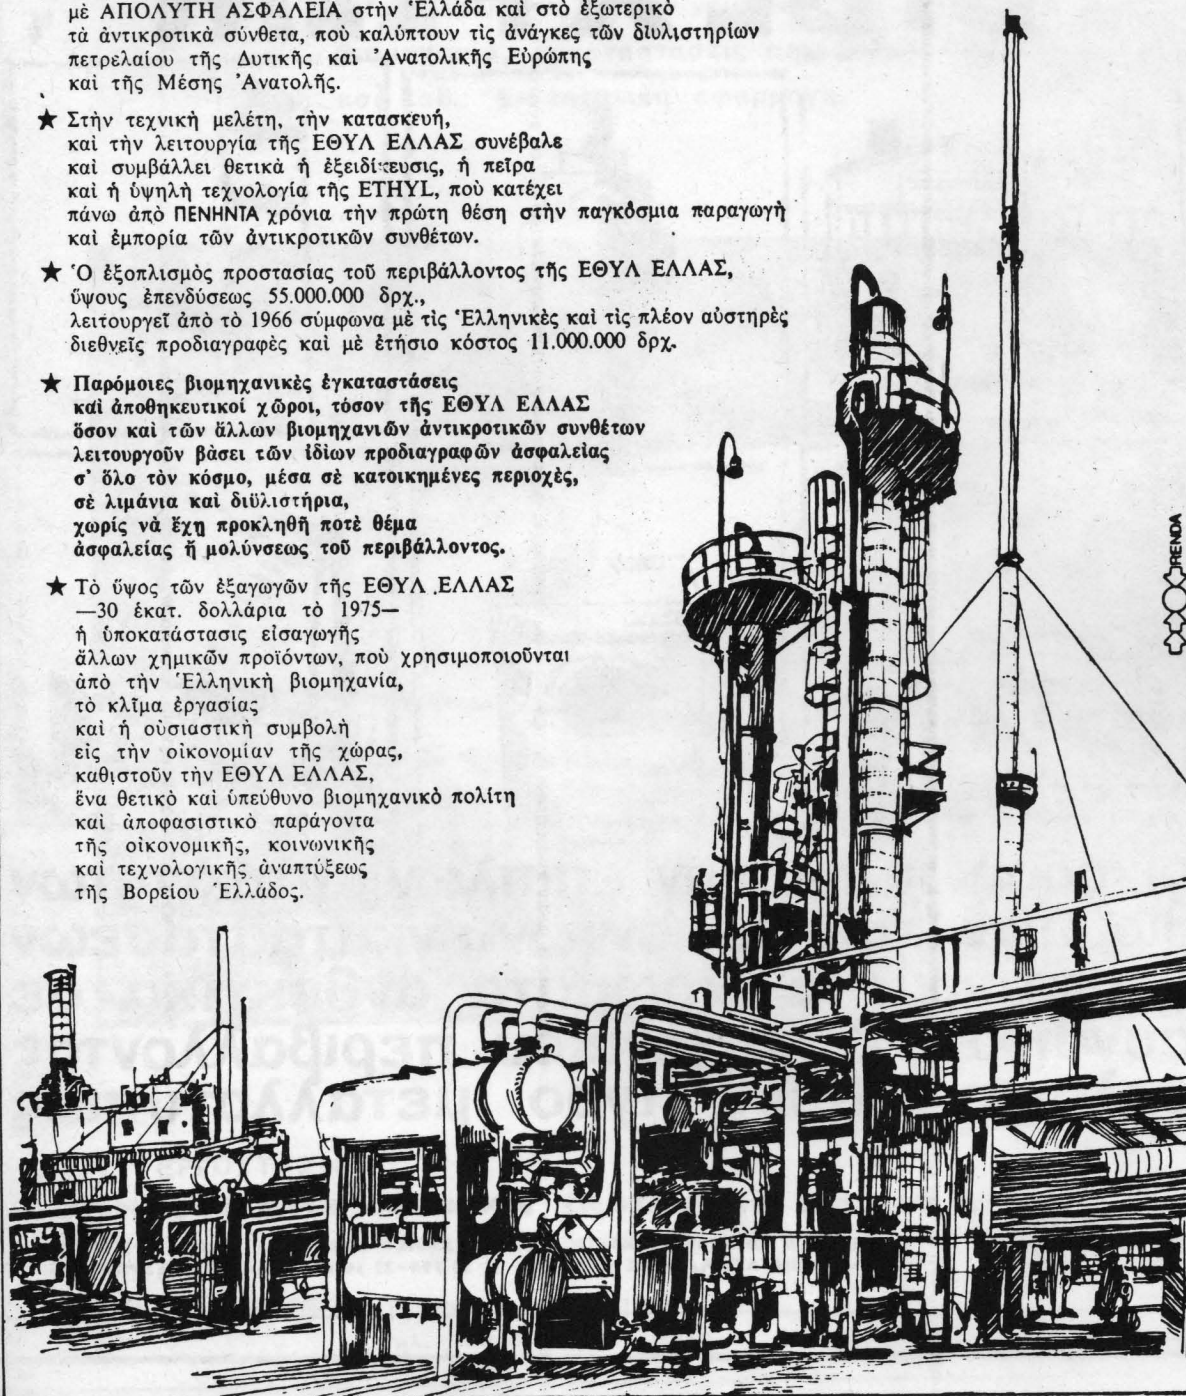 μὲ ΑΠΟΛΥΤΗ ΑΣΦΑΛΕΙΑ στὴν Ἑλλάδα καὶ στὸ ἐξωτερικὸ
τὰ ἀντικροτικὰ σύνθετα, ποὺ καλύπτουν τὶς ἀνάγκες τῶν διυλιστηρίων
πετρελαίου τῆς Δυτικῆς καὶ Ἀνατολικῆς Εὐρώπης
καὶ τῆς Μέσης Ἀνατολῆς.
★ Στὴν τεχνικὴ μελέτη, τὴν κατασκευή,
καὶ τὴν λειτουργία τῆς ΕΘΥΛ ΕΛΛΑΣ συνέβαλε
καὶ συμβάλλει θετικὰ ἡ ἐξειδίκευσις, ἡ πεῖρα
καὶ ἡ ὑψηλὴ τεχνολογία τῆς ETHYL, ποὺ κατέχει
πάνω ἀπὸ ΠΕΝΗΝΤΑ χρόνια τὴν πρώτη θέση στὴν παγκόσμια παραγωγὴ
καὶ ἐμπορία τῶν ἀντικροτικῶν συνθέτων.
★ Ὁ ἐξοπλισμὸς προστασίας τοῦ περιβάλλοντος τῆς ΕΘΥΛ ΕΛΛΑΣ,
ὕψους ἐπενδύσεως 55.000.000 δρχ.,
λειτουργεῖ ἀπὸ τὸ 1966 σύμφωνα μὲ τὶς Ἑλληνικὲς καὶ τὶς πλέον αὐστηρὲς
διεθνεῖς προδιαγραφὲς καὶ μὲ ἐτήσιο κόστος 11.000.000 δρχ.
★ Παρόμοιες βιομηχανικὲς ἐγκαταστάσεις
καὶ ἀποθηκευτικοί χῶροι, τόσον τῆς ΕΘΥΛ ΕΛΛΑΣ
ὅσον καὶ τῶν ἄλλων βιομηχανιῶν ἀντικροτικῶν συνθέτων
λειτουργοῦν βάσει τῶν ἰδίων προδιαγραφῶν ἀσφαλείας
σ' ὅλο τὸν κόσμο, μέσα σὲ κατοικημένες περιοχὲς,
σὲ λιμάνια καὶ διϋλιστήρια,
χωρίς νὰ ἔχῃ προκληθῆ ποτὲ θέμα
ἀσφαλείας ἤ μολύνσεως τοῦ περιβάλλοντος.
★ Τὸ ὕψος τῶν ἐξαγωγῶν τῆς ΕΘΥΛ ΕΛΛΑΣ
—30 ἑκατ. δολλάρια τὸ 1975—
ἡ ὑποκατάστασις εἰσαγωγῆς
ἄλλων χημικῶν προϊόντων, ποὺ χρησιμοποιοῦνται
ἀπὸ τὴν Ἑλληνικὴ βιομηχανία,
τὸ κλῖμα ἐργασίας
καὶ ἡ οὐσιαστικὴ συμβολὴ
εἰς τὴν οἰκονομίαν τῆς χώρας,
καθιστοῦν τὴν ΕΘΥΛ ΕΛΛΑΣ,
ἕνα θετικὸ καὶ ὑπεύθυνο βιομηχανικὸ πολίτη
καὶ ἀποφασιστικὸ παράγοντα
τῆς οἰκονομικῆς, κοινωνικῆς
καὶ τεχνολογικῆς ἀναπτύξεως
τῆς Βορείου Ἑλλάδος.
RENDA